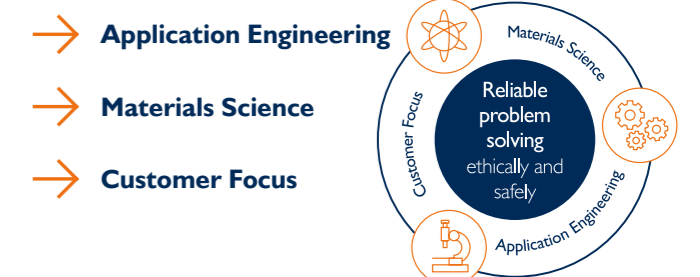 Application Engineering
Materials Science
Customer Focus
Materials Science
Customer Focus
Reliable
problem
solving
ethically and
safely
Application Engineering